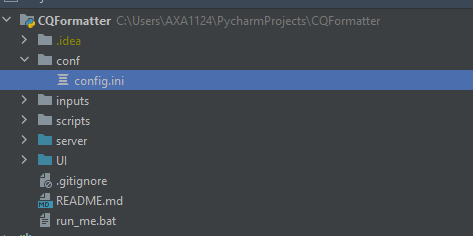 CQFormatter C:\Users\AXA1124\PycharmProjects\CQFormatter
.idea
conf
config.ini
inputs
scripts
server
UI
.gitignore
README.md
run_me.bat